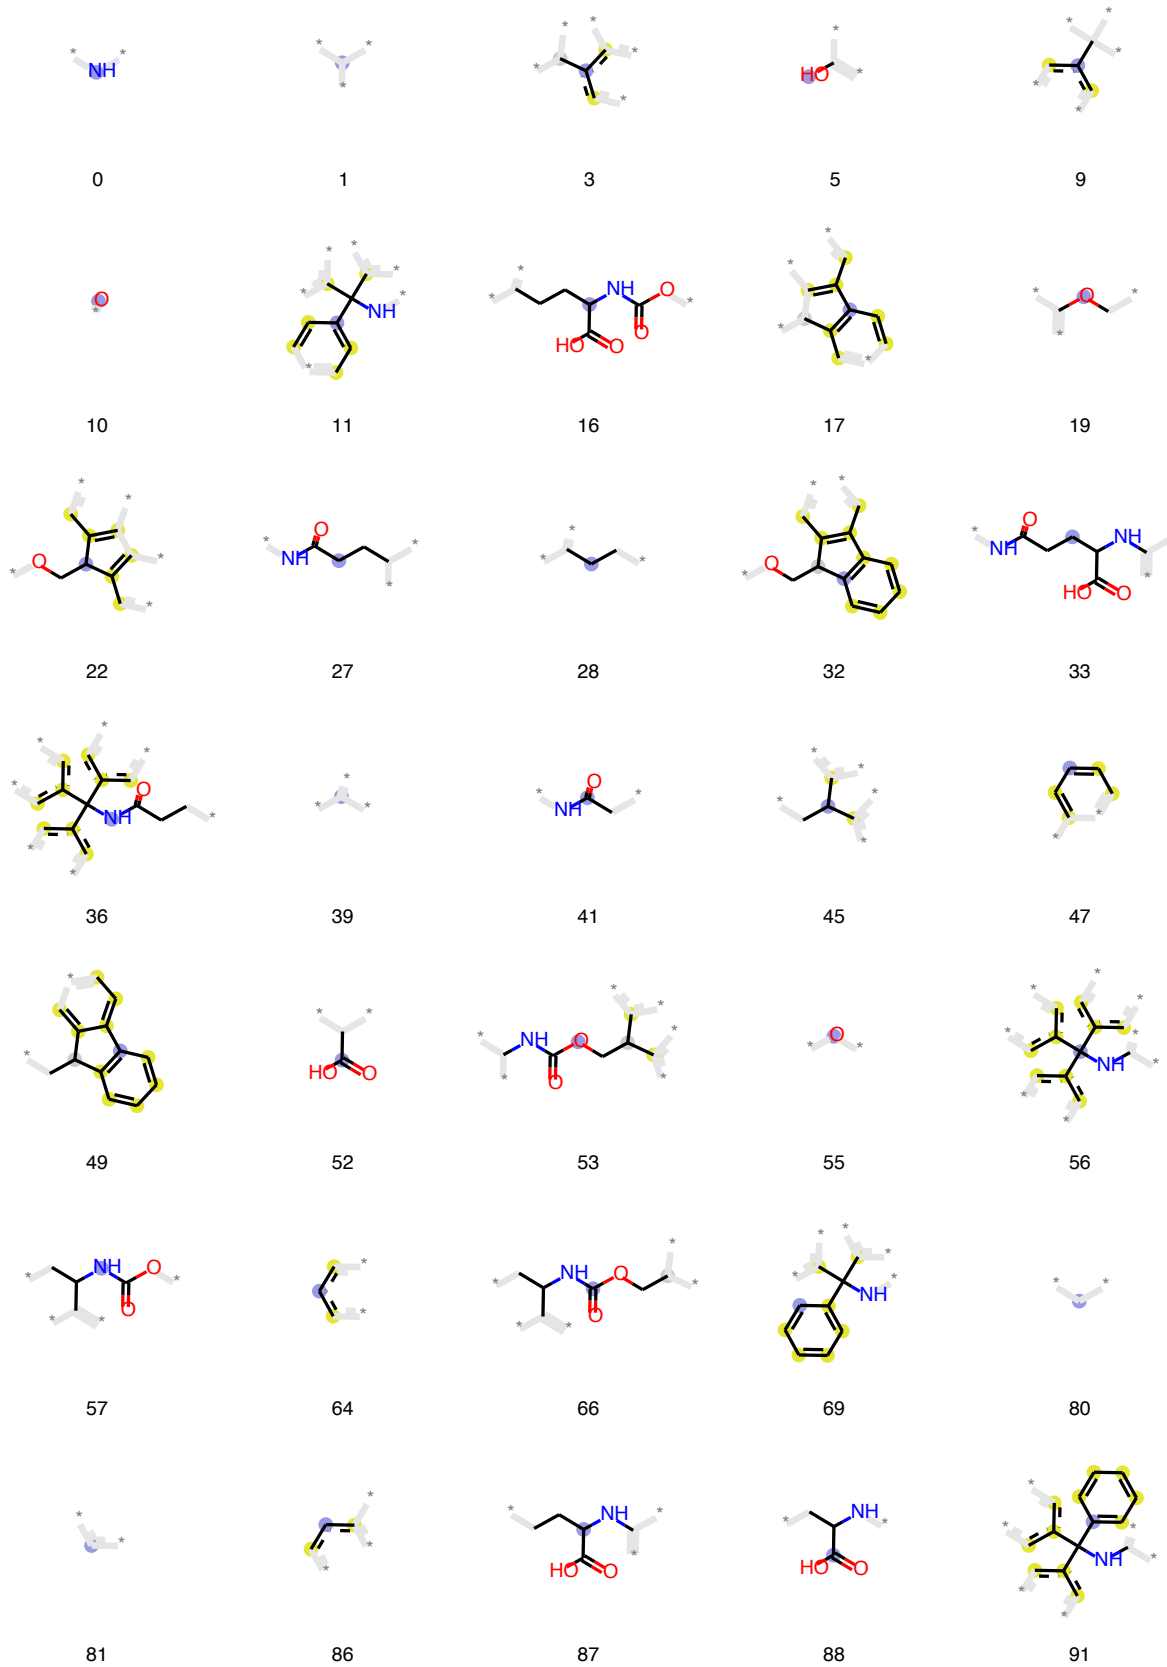 * NH *
* * *
* * * *
* HO *
* * * *
0 1 3 5 9
O *
* * * * NH *
* NH O * HO O O
* * * *
* O * *
10 11 16 17 19
* * O * * *
* O NH * *
* *
* * O *
O NH * NH * HO O *
22 27 28 32 33
* * * * O NH * * *
* * *
* O NH *
* * * * *
* *
36 39 41 45 47
* *
* * HO O
* NH O O * * * * *
* O *
* * * * * NH * * *
49 52 53 55 56
* NH O * O * *
* *
* NH O * * O * *
* * * * NH
* *
57 64 66 69 80
* *
* * *
* NH * HO O *
* NH * HO O
* * * NH * * *
81 86 87 88 91